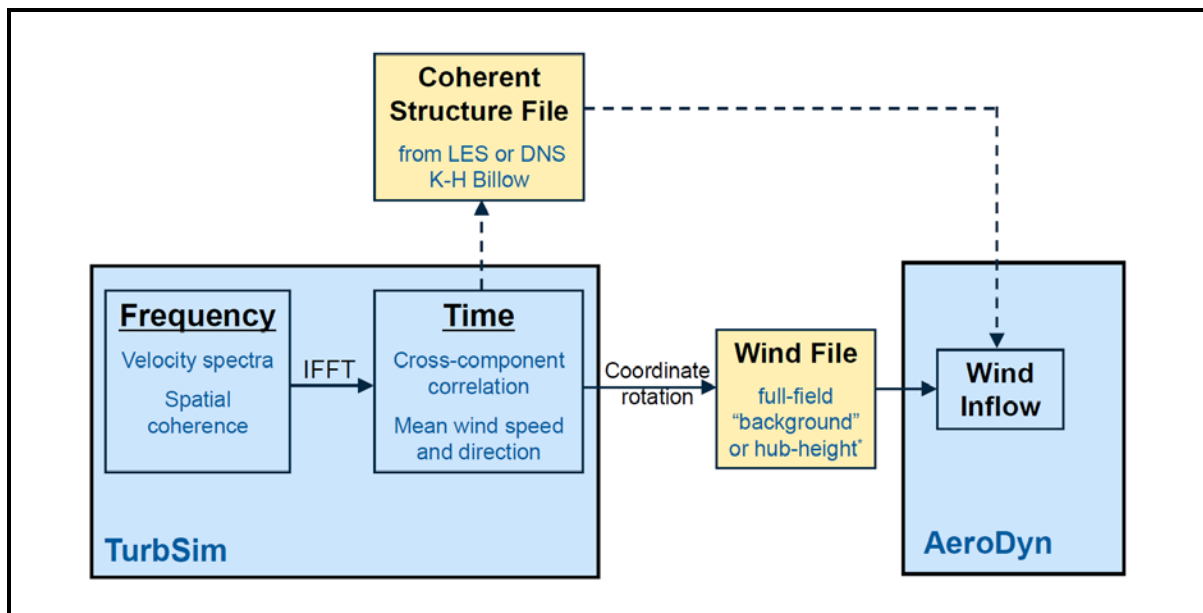 Coherent
Structure File
from LES or DNS
K-H Billow
Frequency
Velocity spectra
Spatial
coherence
IFFT
Time
Cross-component
correlation
Mean wind speed
and direction
Coordinate
rotation
Wind File
full-field
“background”
or hub-height*
Wind
Inflow
TurbSim
AeroDyn